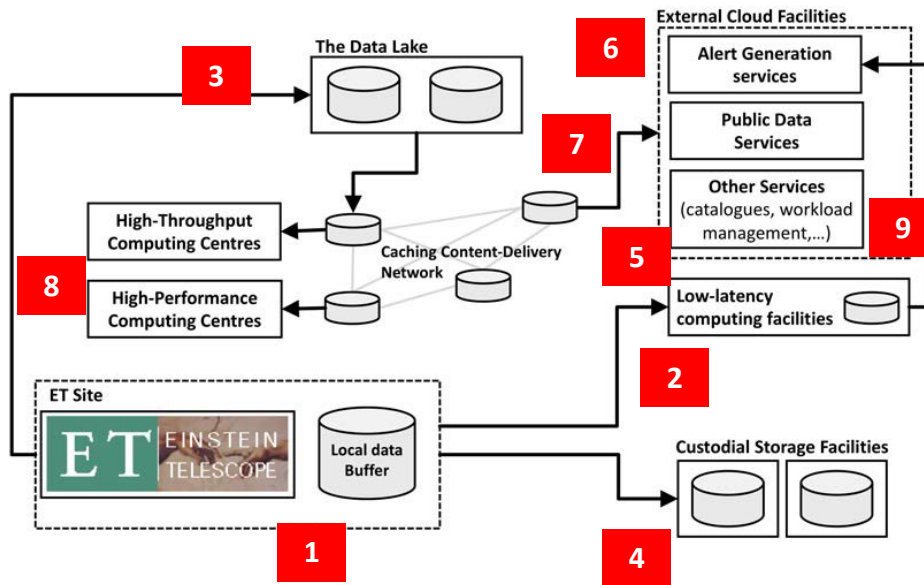 External Cloud Facilities
6
The Data Lake
3
Alert Generation
services
Public Data
Services
7
Other Services
(catalogues, workload
management,...)
9
High-Throughput
Computing Centres
Caching Content-Delivery
Network
5
8
High-Performance
Computing Centres
Low-latency
computing facilities
2
ET Site
ET
EINSTEIN
TELESCOPE
Local data
Buffer
Custodial Storage Facilities
1
4